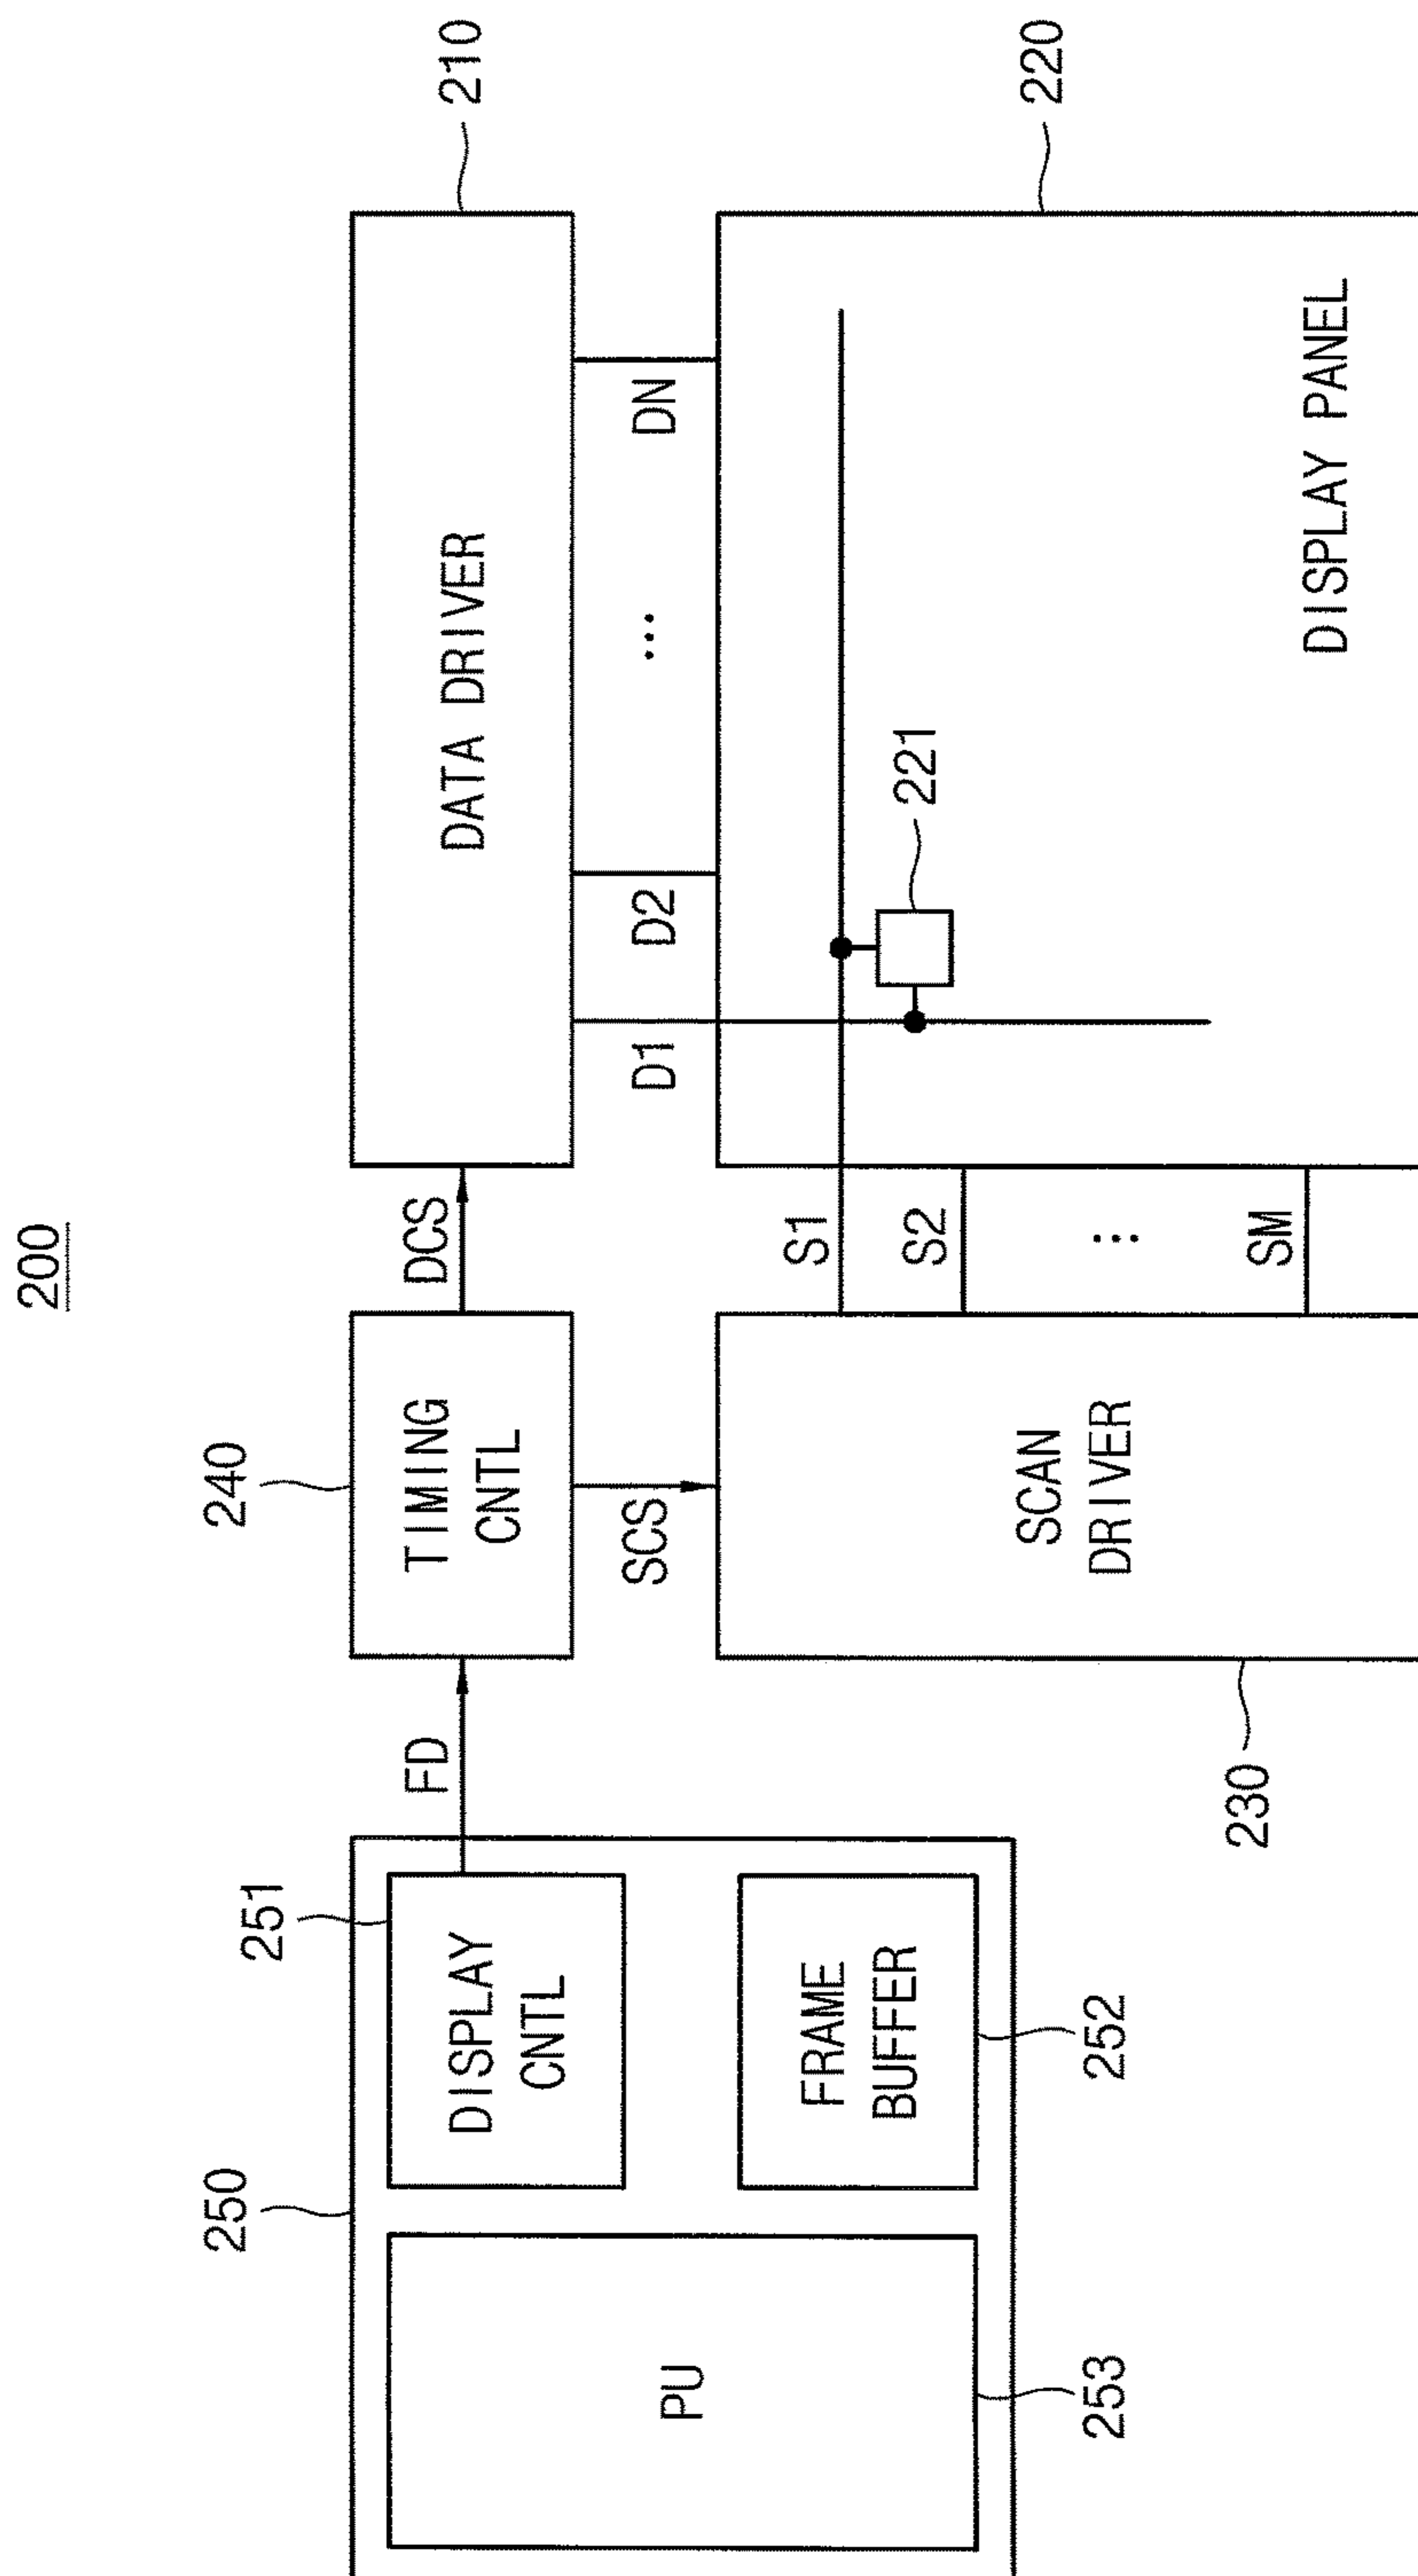 200
250
251
240
210
DISPLAY
CNTL
FD
TIMING
CNTL
DCS
DATA DRIVER
SCS
D1
D2
...
DN
PU
FRAME
BUFFER
253
252
SCAN
DRIVER
230
S1
S2
...
SM
221
220
DISPLAY PANEL